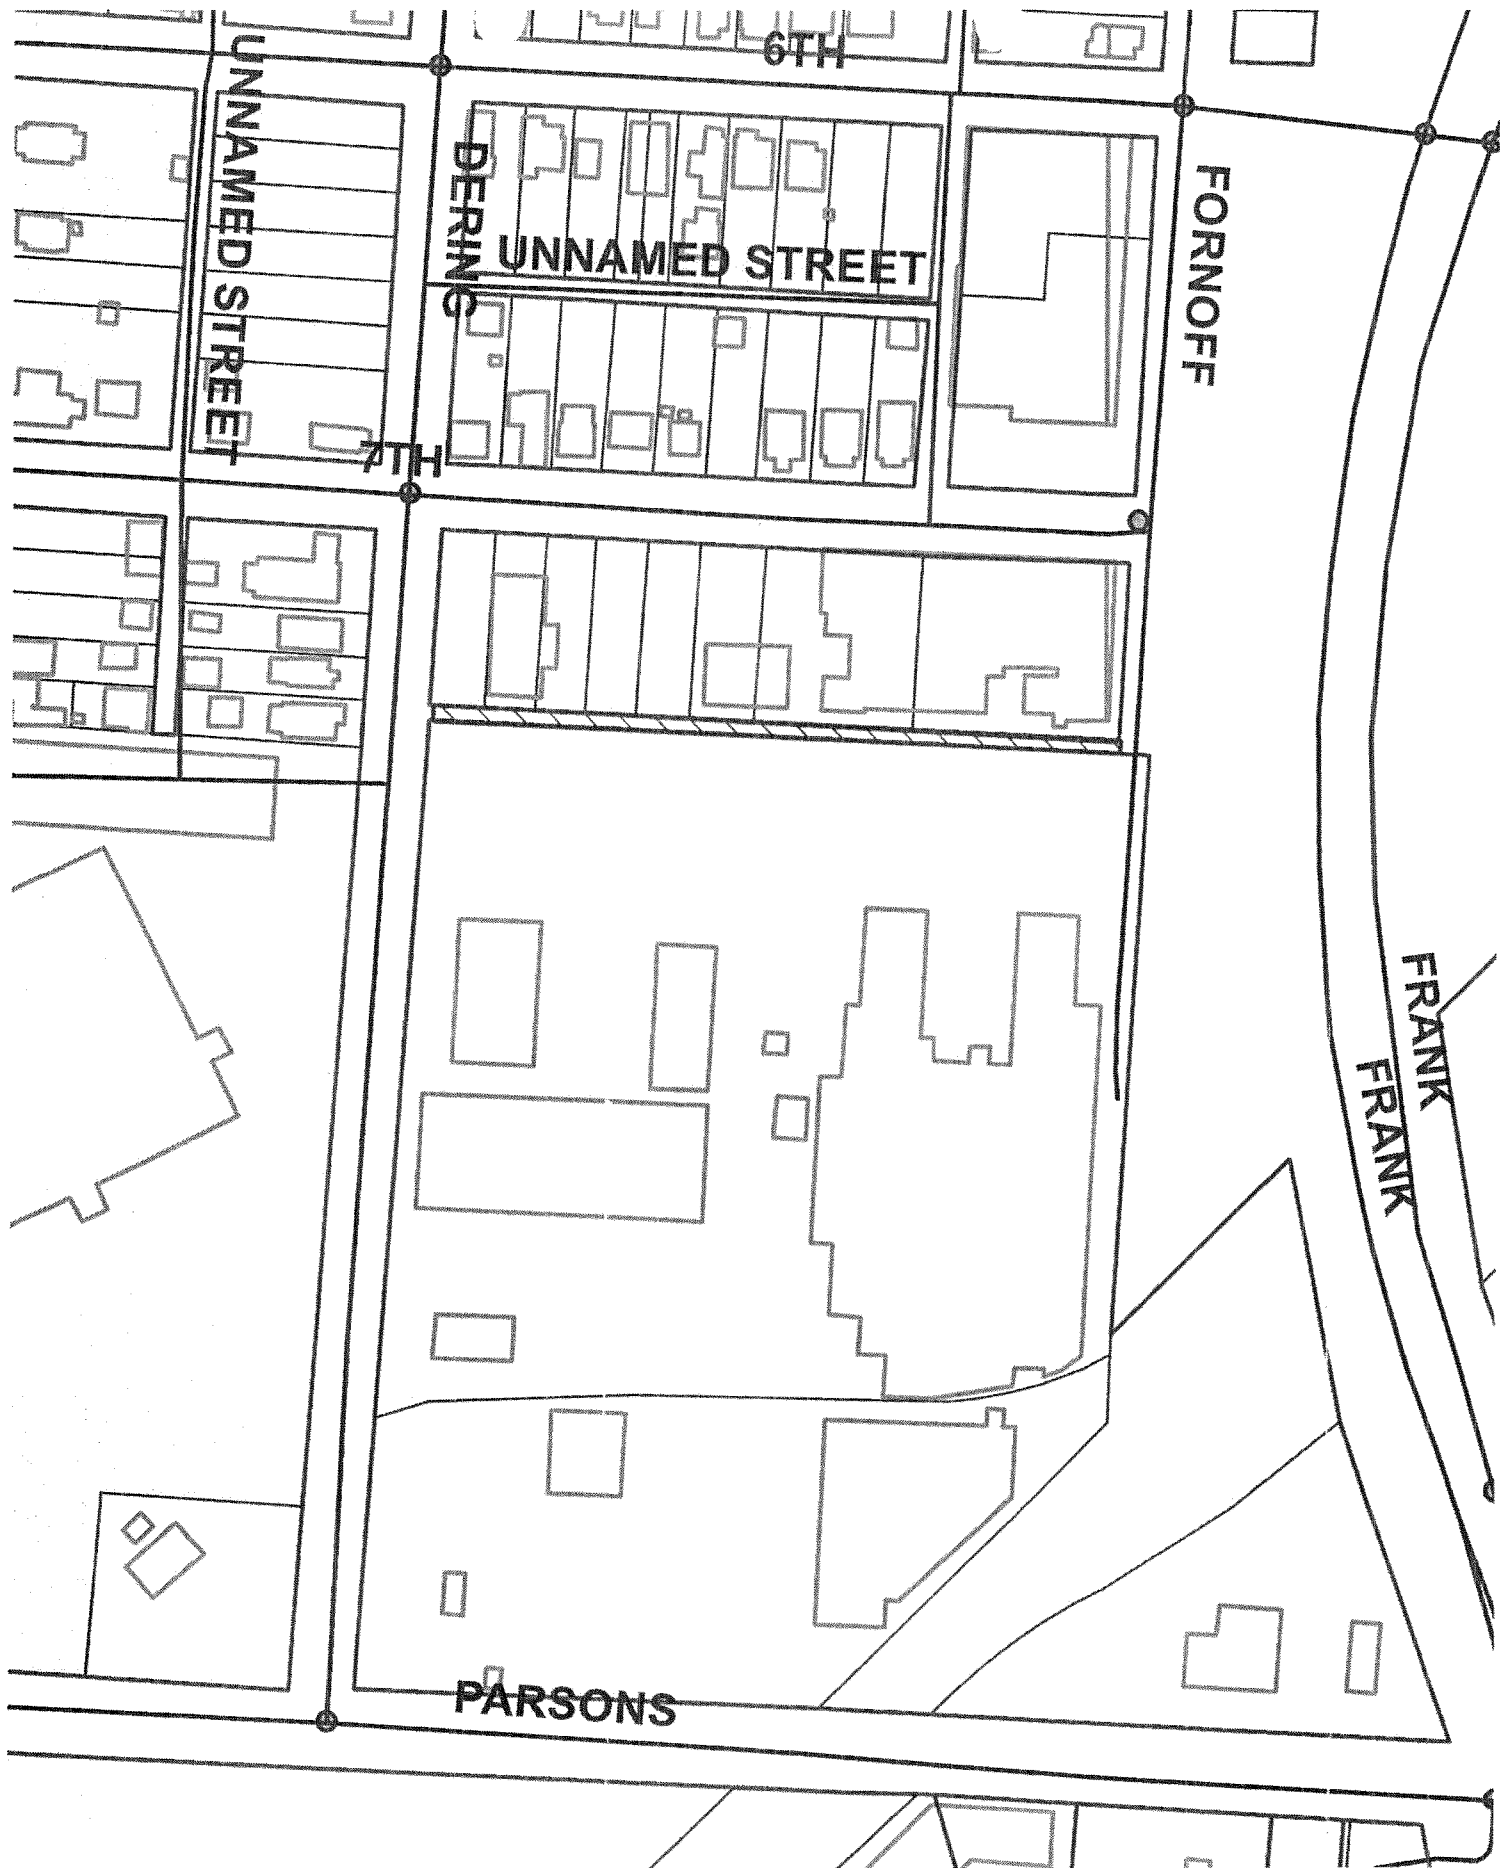 6TH
UNNAMED STREET
DERING
UNNAMED STREET
FORNOFF
7TH
FRANK
FRANK
PARSONS